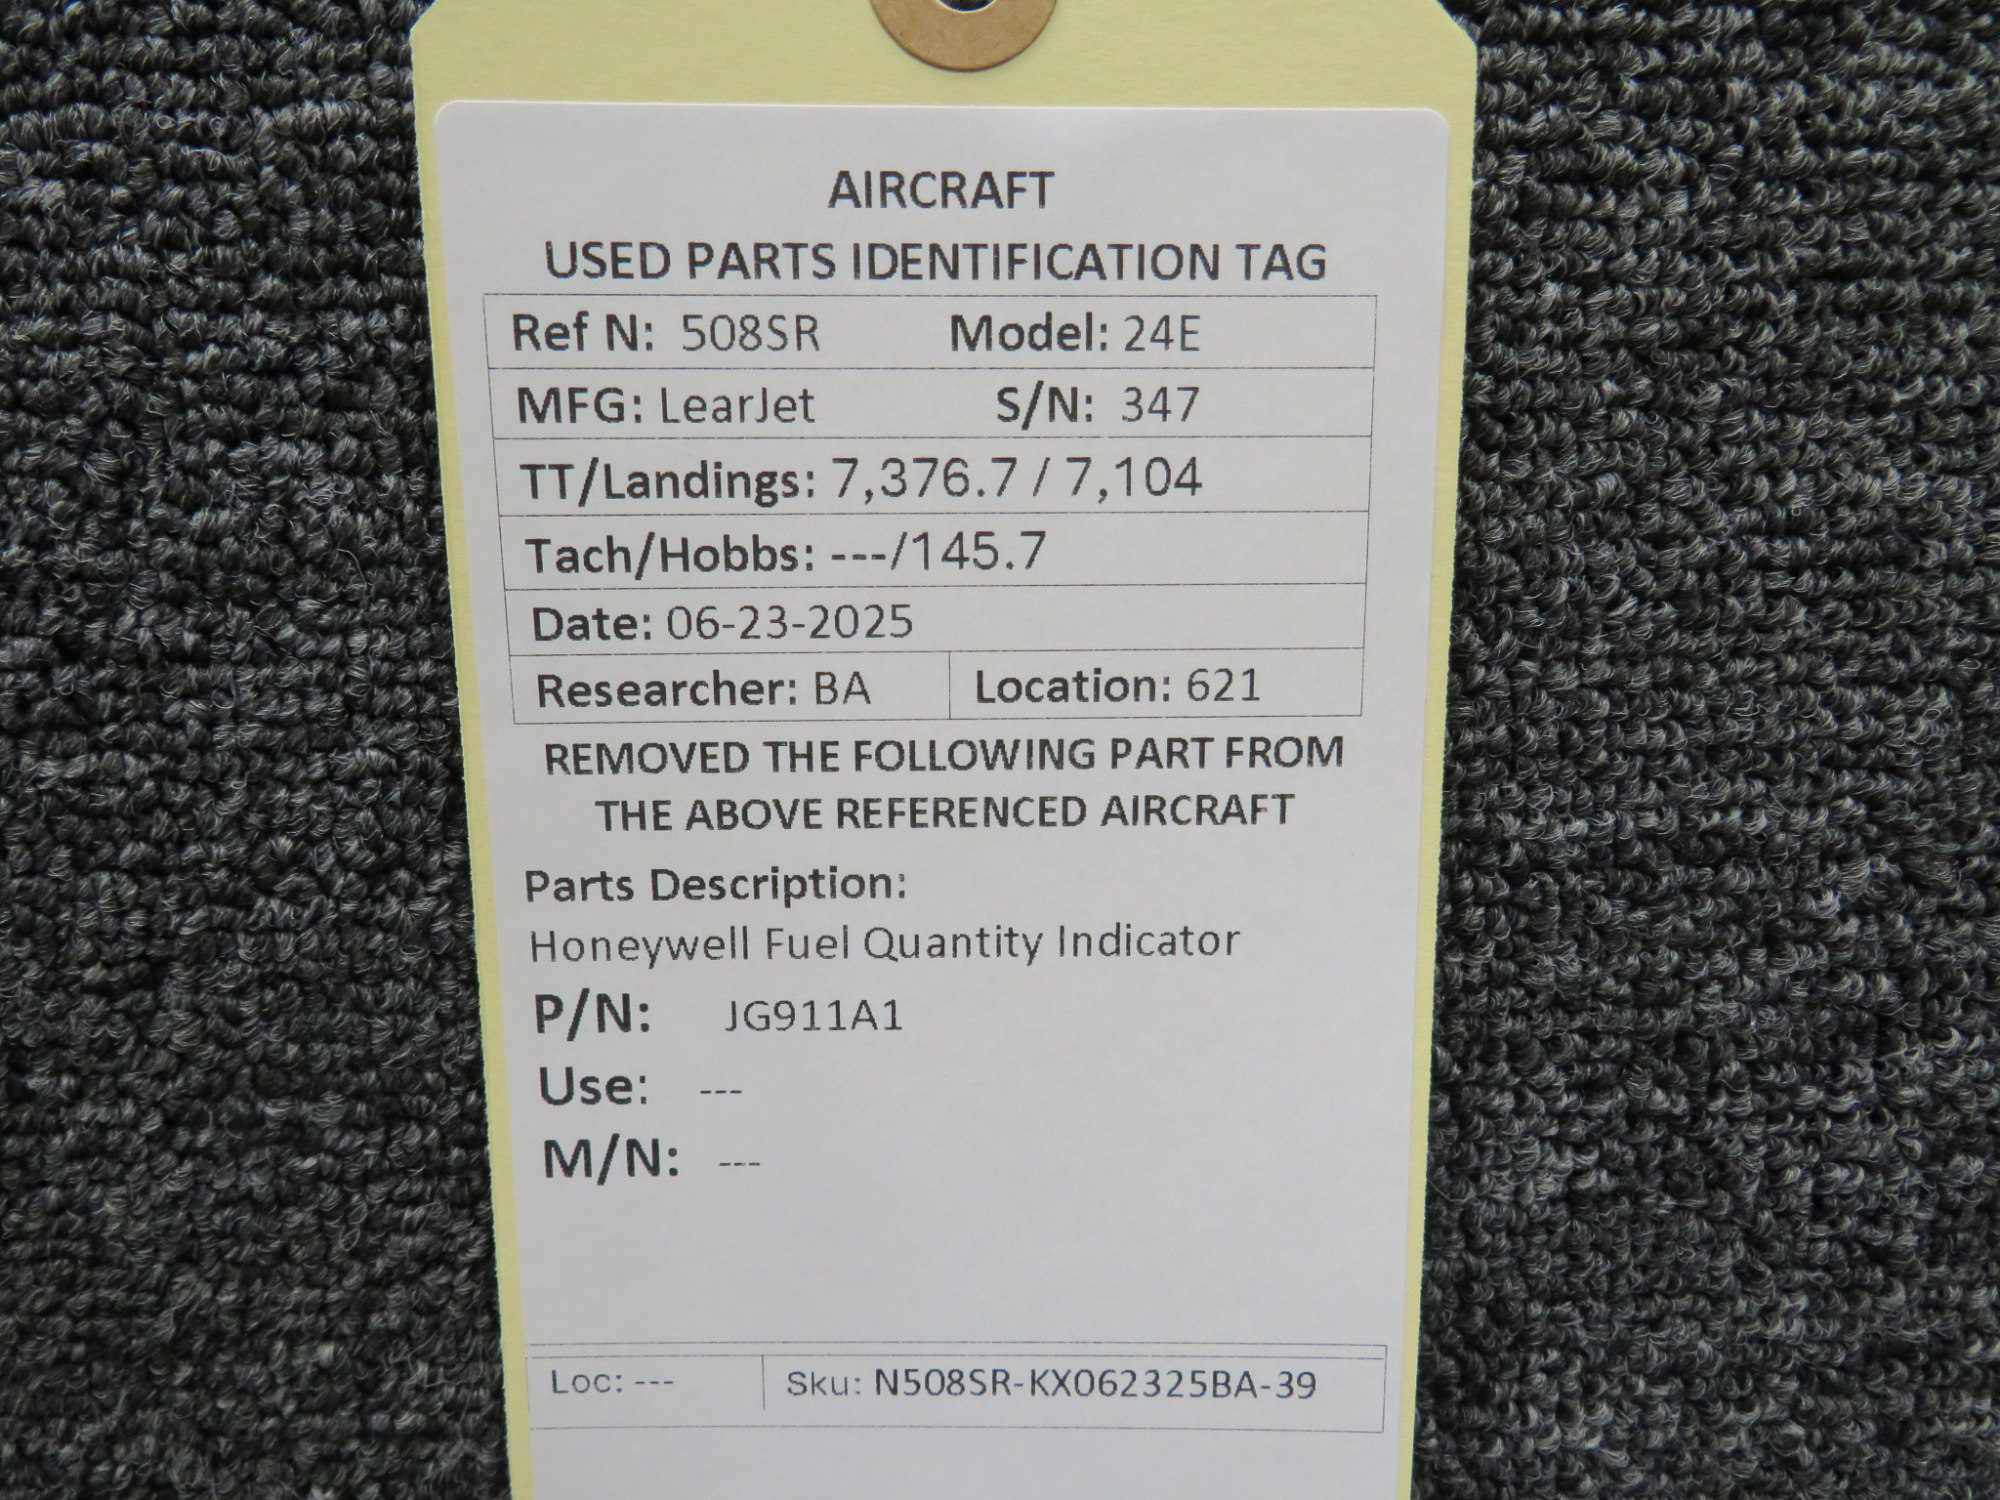 AIRCRAFT
USED PARTS IDENTIFICATION TAG
Ref N: 508SR Model: 24E
MFG: LearJet S/N: 347
TT/Landings: 7,376.7 / 7,104
Tach/Hobbs: ---/145.7
Date: 06-23-2025
Researcher: BA Location: 621
REMOVED THE FOLLOWING PART FROM
THE ABOVE REFERENCED AIRCRAFT
Parts Description:
Honeywell Fuel Quantity Indicator
P/N: JG911A1
Use: ---
M/N: ---
Loc: --- Sku: N508SR-KX062325BA-39